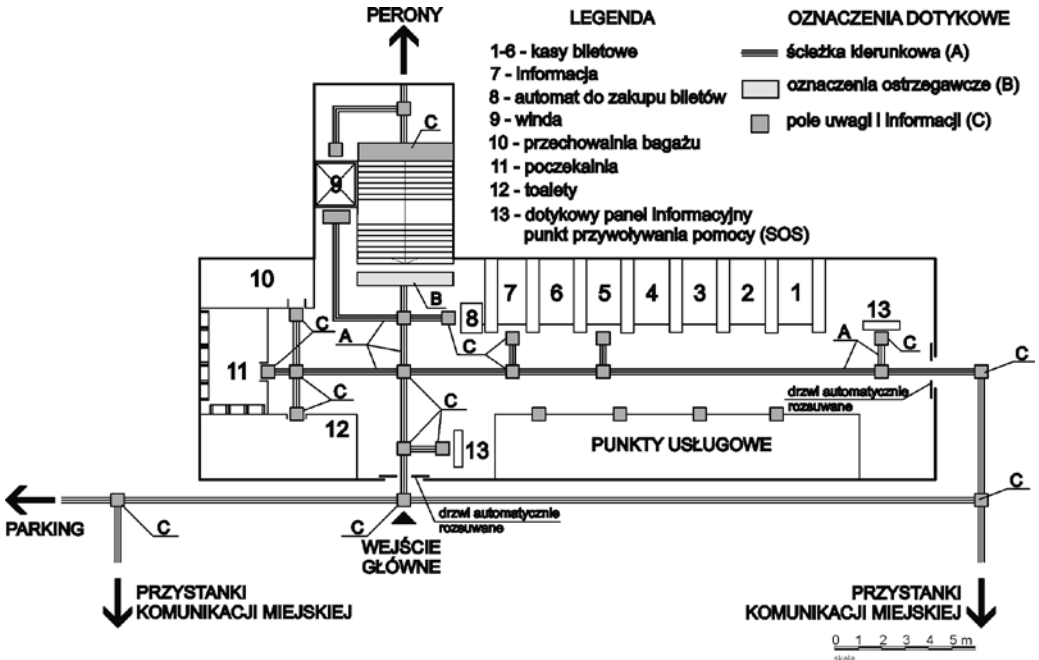 PERONY
LEGENDA
1-6 - kasy biletowe
7 - informacja
8 - automat do zakupu biletów
9 - winda
10 - przechowalnia bagażu
11 - poczekalnia
12 - toalety
13 - dotykowy panel informacyjny
punkt przywoływania pomocy (SOS)
OZNACZENIA DOTYKOWE
ścieżka kierunkowa (A)
oznaczenia ostrzegawcze (B)
pole uwagi i informacji (C)
C
9
10
B
8
7
6
5
4
3
2
1
13
C
A
C
C
A
C
11
C
C
drzwi automatycznie
rozsuwane
12
13
PUNKTY USŁUGOWE
C
PARKING
C
C
drzwi automatycznie
rozsuwane
WEJŚCIE
GŁÓWNE
PRZYSTANKI
KOMUNIKACJI MIEJSKIEJ
PRZYSTANKI
KOMUNIKACJI MIEJSKIEJ
0 1 2 3 4 5 m
skala